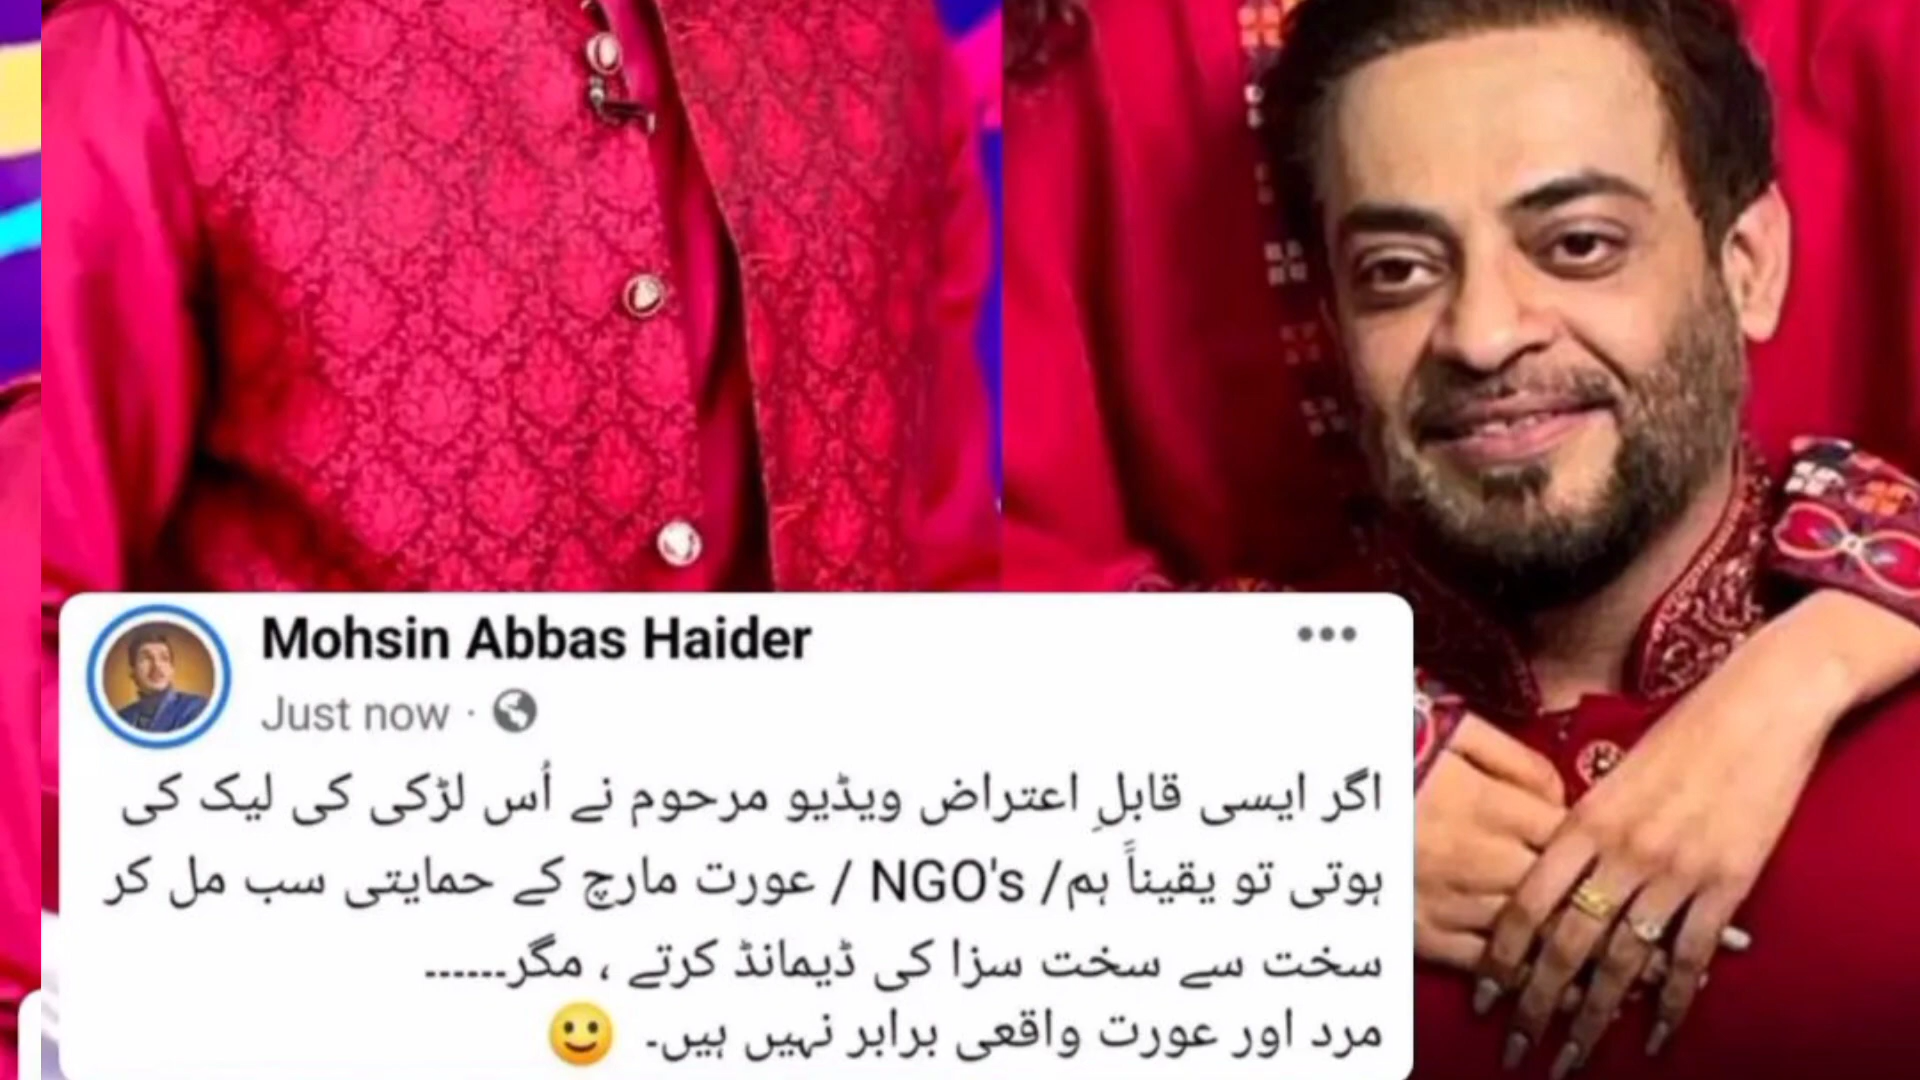 Mohsin Abbas Haider
Just now ·
اگر ایسی قابلِ اعتراض ویڈیو مرحوم نے اُس لڑکی کی لیک کی
ہوتی تو یقیناََ ہم/ NGO's / عورت مارچ کے حمایتی سب مل کر
سخت سے سخت سزا کی ڈیمانڈ کرتے ، مگر......
مرد اور عورت واقعی برابر نہیں ہیں۔ 🙂